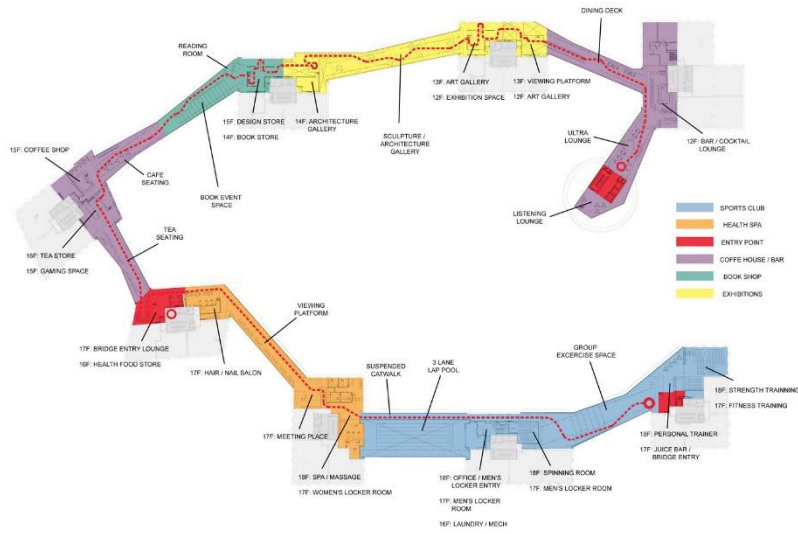 DINING DECK
READING
ROOM
13F: ART GALLERY
12F: EXHIBITION SPACE
13F: VIEWING PLATFORM
12F: ART GALLERY
15F: DESIGN STORE
14F: BOOK STORE
14F: ARCHITECTURE
GALLERY
SCULPTURE /
ARCHITECTURE
GALLERY
12F: BAR / COCKTAIL
LOUNGE
15F: COFFEE SHOP
CAFE
SEATING
BOOK EVENT
SPACE
ULTRA
LOUNGE
LISTENING
LOUNGE
TEA
SEATING
16F: TEA STORE
15F: GAMING SPACE
SPORTS CLUB
HEALTH SPA
ENTRY POINT
COFFE HOUSE / BAR
BOOK SHOP
EXHIBITIONS
VIEWING
PLATFORM
17F: BRIDGE ENTRY LOUNGE
16F: HEALTH FOOD STORE
17F: HAIR / NAIL SALON
SUSPENDED
CATWALK
3 LANE
LAP POOL
GROUP
EXCERCISE SPACE
18F: STRENGTH TRAINNING
17F: FITNESS TRAINING
17F: MEETING PLACE
18F: PERSONAL TRAINER
17F: JUICE BAR /
BRIDGE ENTRY
18F: SPA / MASSAGE
17F: WOMEN'S LOCKER ROOM
18F: OFFICE / MEN'S
LOCKER ENTRY
17F: MEN'S LOCKER
ROOM
16F: LAUNDRY / MECH
18F: SPINNING ROOM
17F: MEN'S LOCKER ROOM